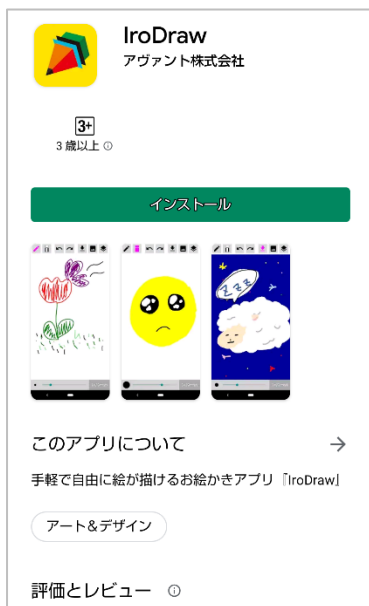 IroDraw
アヴァント株式会社
3+
3 歳以上
インストール
Z Z Z
このアプリについて
手軽で自由に絵が描けるお絵かきアプリ『IroDraw』
アート&デザイン
評価とレビュー